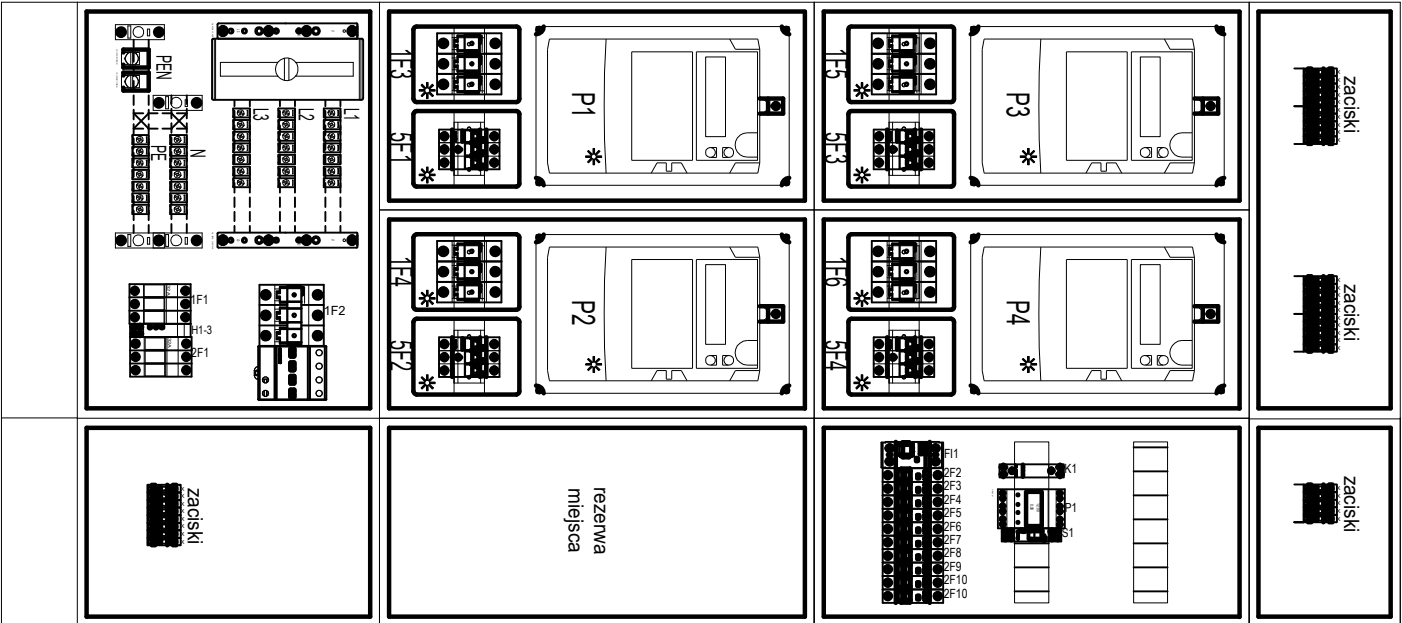 PEN
PE
N
L3
L2
L1
1F1
H1-3
2F1
1F2
1F3
5F1
P1
1F5
5F3
P3
zaciski
1F4
5F2
P2
1F6
5F4
P4
zaciski
zaciski
rezerwa
miejsca
FI1
2F2
2F3
2F4
2F5
2F6
2F7
2F8
2F9
2F10
2F10
K1
P1
S1
zaciski